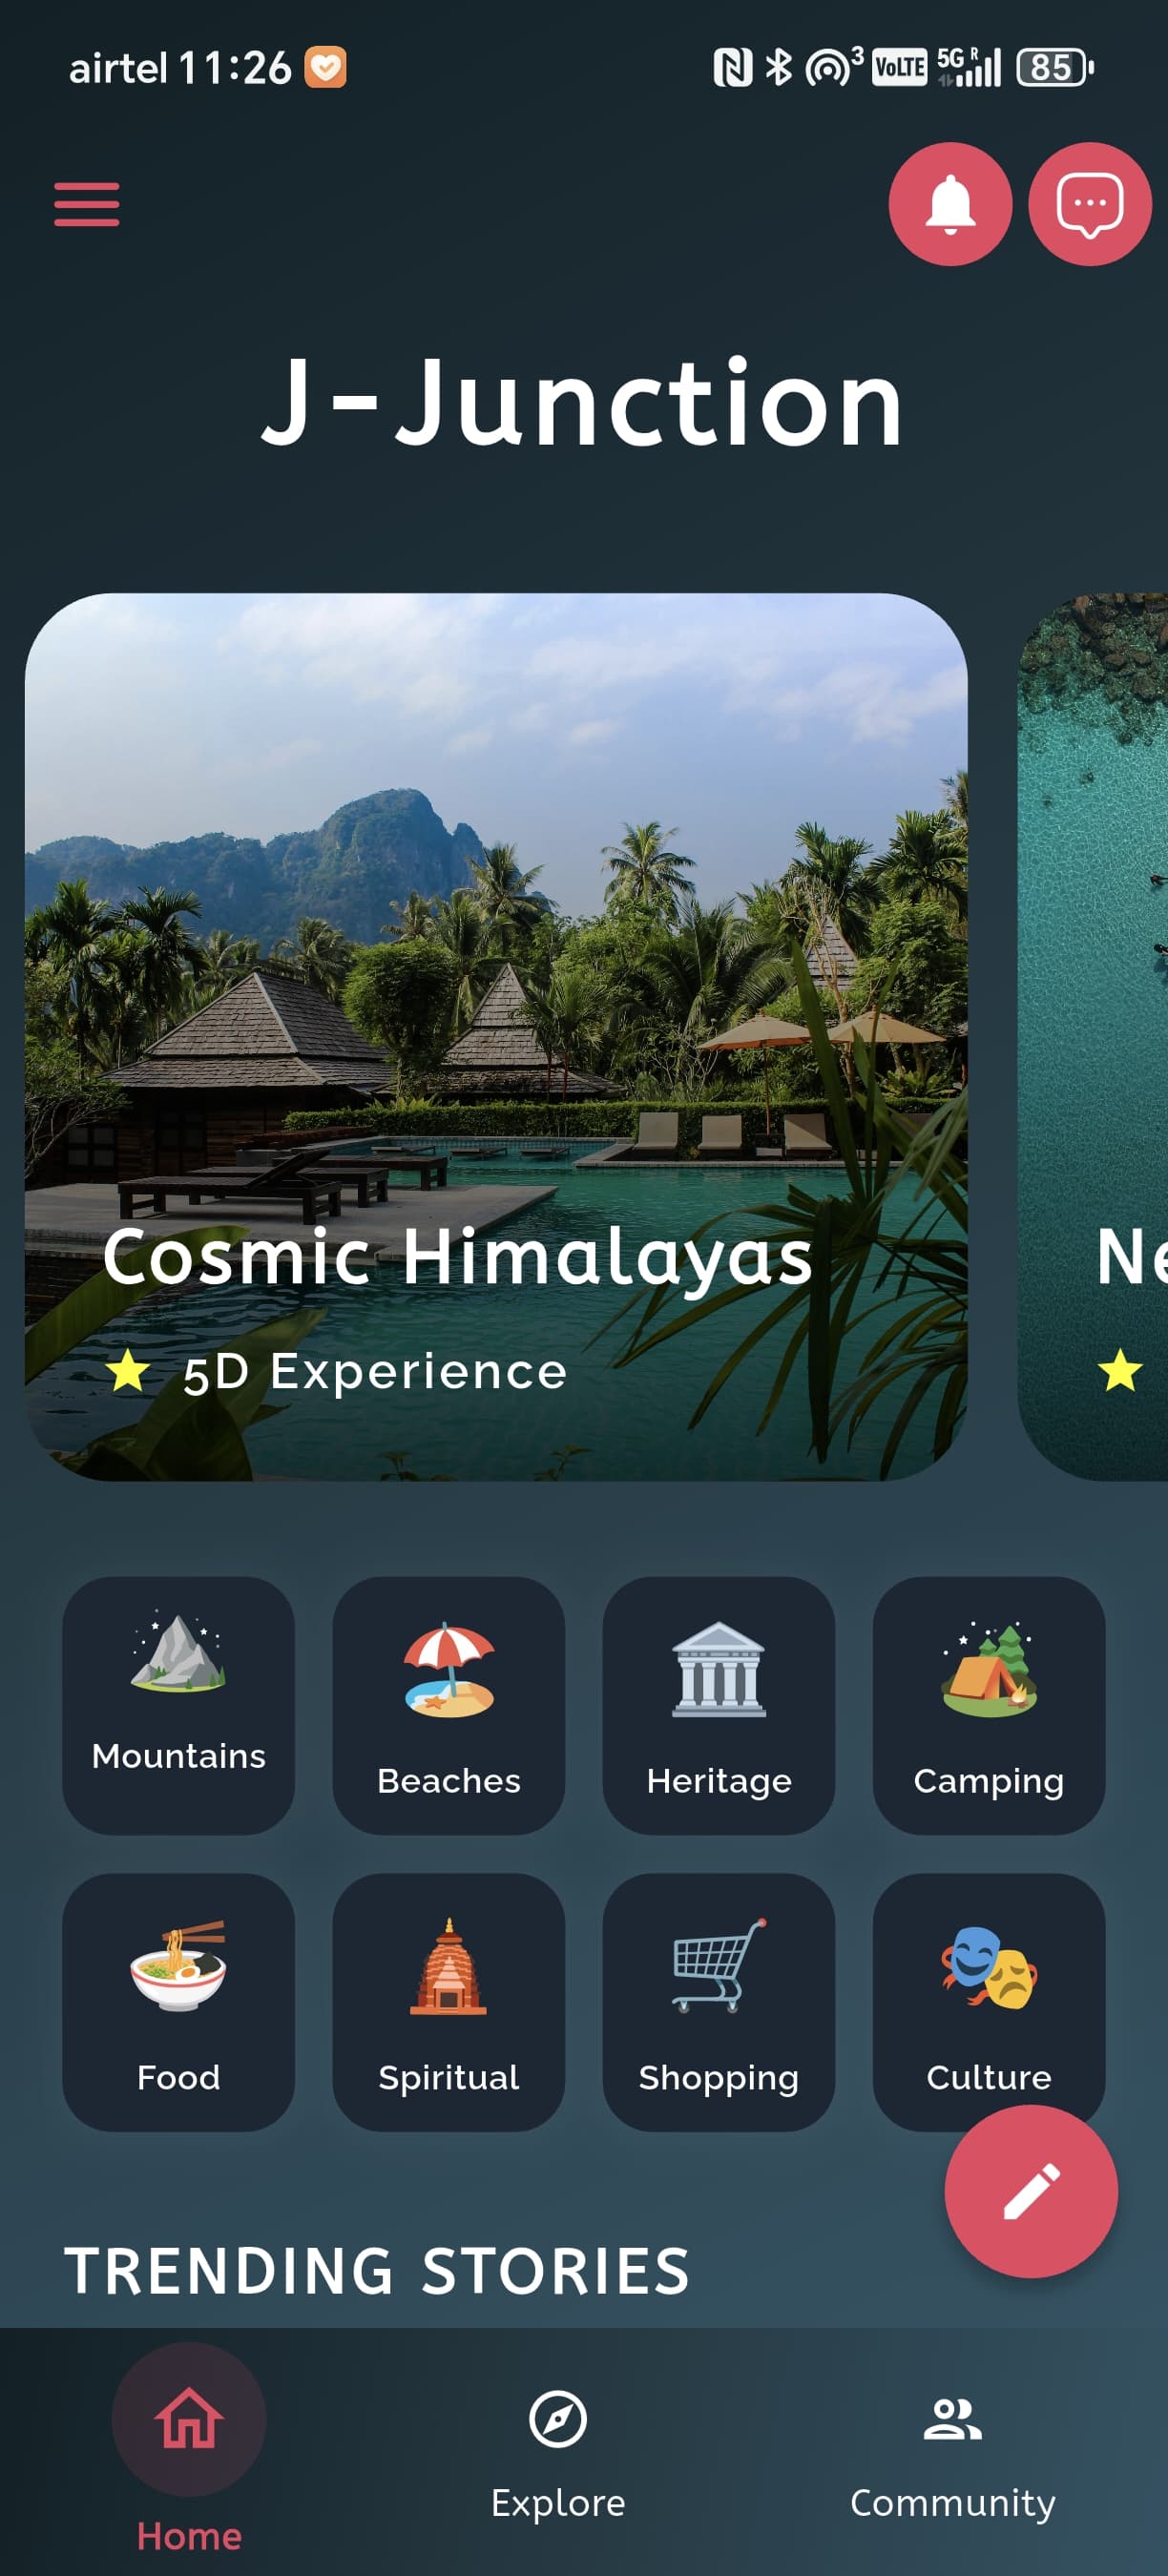 airtel 11:26 3 VoLTE 5G R 85
J-Junction
Cosmic Himalayas
5D Experience
Ne
Mountains
Beaches
Heritage
Camping
Food
Spiritual
Shopping
Culture
TRENDING STORIES
Home
Explore
Community